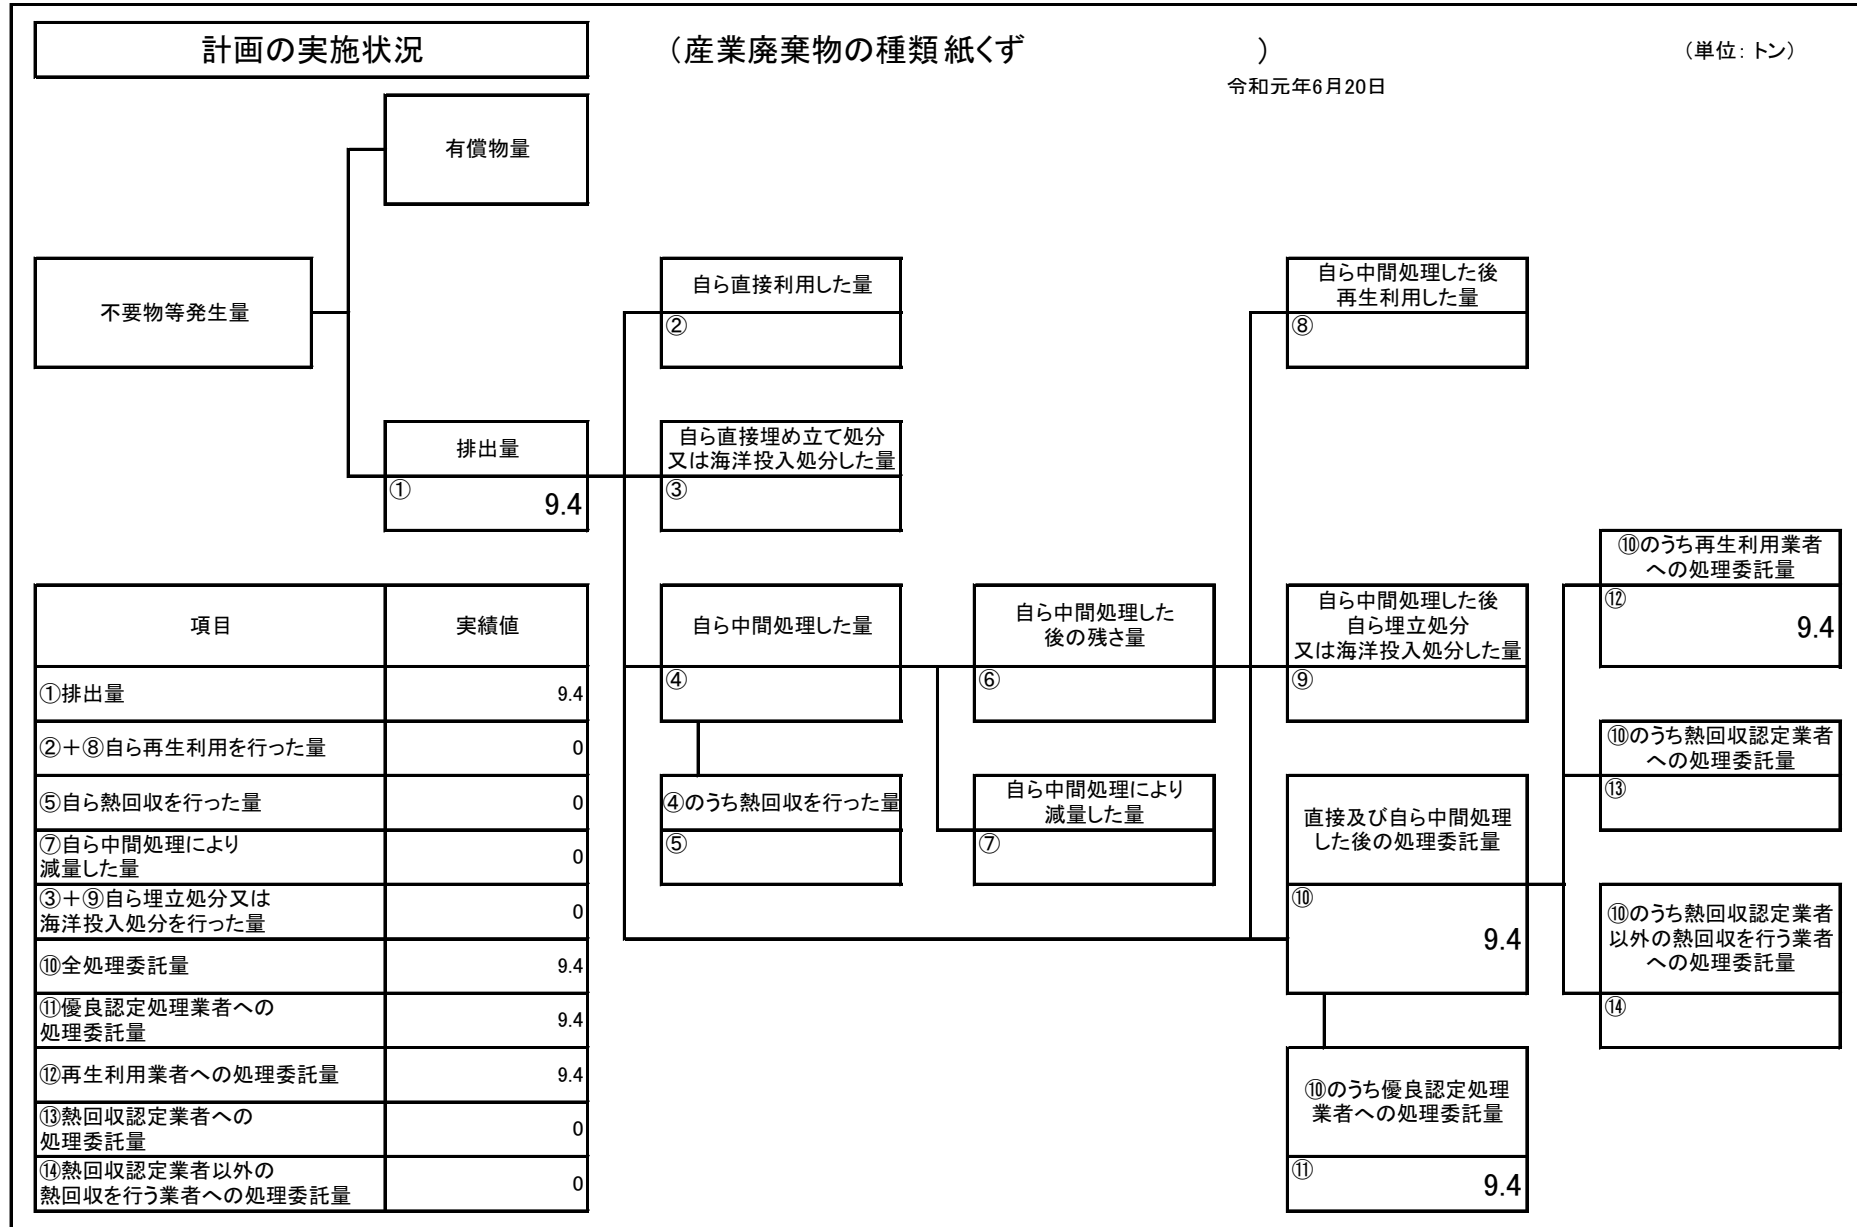 計画の実施状況
（産業廃棄物の種類 紙くず ）
（単位：トン）
令和元年6月20日
有償物量
不要物等発生量
自ら直接利用した量
②
自ら中間処理した後
再生利用した量
⑧
排出量
①
9.4
自ら直接埋め立て処分
又は海洋投入処分した量
③
⑩のうち再生利用業者
への処理委託量
⑫
9.4
自ら中間処理した量
④
自ら中間処理した
後の残さ量
⑥
自ら中間処理した後
自ら埋立処分
又は海洋投入処分した量
⑨
⑩のうち熱回収認定業者
への処理委託量
⑬
④のうち熱回収を行った量
⑤
自ら中間処理により
減量した量
⑦
直接及び自ら中間処理
した後の処理委託量
⑩
9.4
⑩のうち熱回収認定業者
以外の熱回収を行う業者
への処理委託量
⑭
⑩のうち優良認定処理
業者への処理委託量
⑪
9.4
項目 実績値
①排出量 9.4
②＋⑧自ら再生利用を行った量 0
⑤自ら熱回収を行った量 0
⑦自ら中間処理により
減量した量 0
③＋⑨自ら埋立処分又は
海洋投入処分を行った量 0
⑩全処理委託量 9.4
⑪優良認定処理業者への
処理委託量 9.4
⑫再生利用業者への処理委託量 9.4
⑬熱回収認定業者への
処理委託量 0
⑭熱回収認定業者以外の
熱回収を行う業者への処理委託量 0